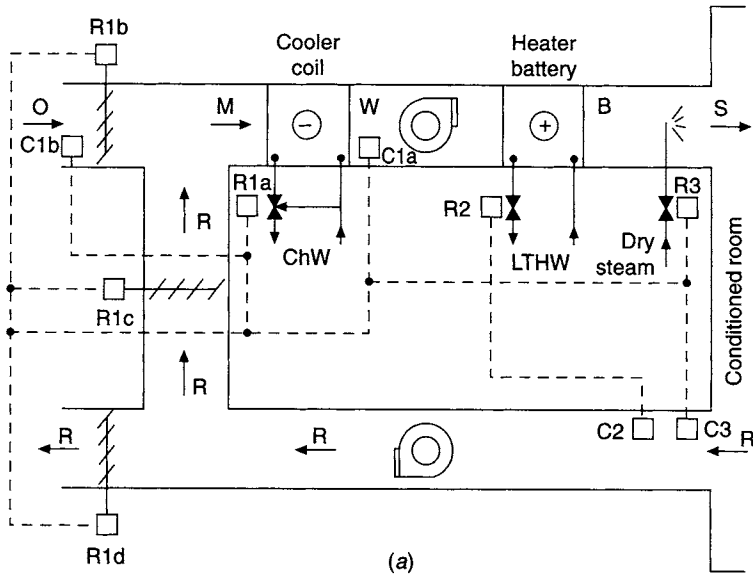 R1b
Cooler
coil
Heater
battery
O
M
W
B
S
C1b
C1a
R1a
R
R2
R3
ChW
LTHW
Dry
steam
R1c
Conditioned room
R
R
R
C2
C3
R
R1d
(a)